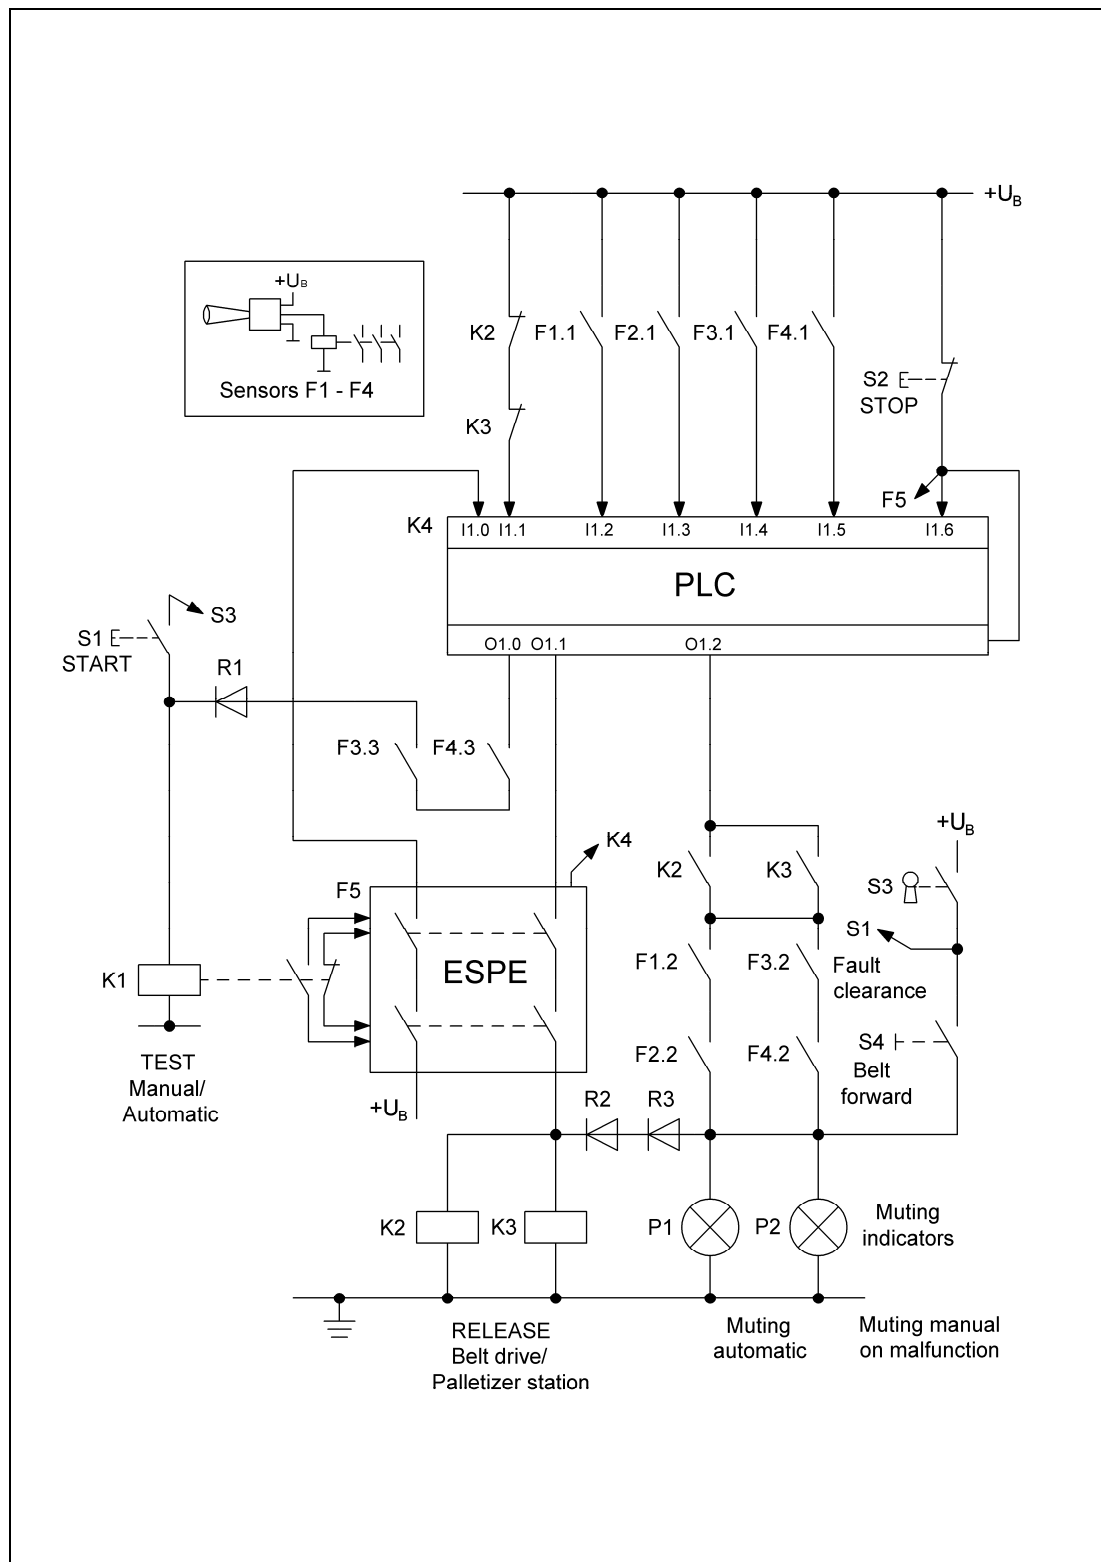 +UB
+UB
Sensors F1 - F4
K2
F1.1
F2.1
F3.1
F4.1
K3
S2
STOP
F5
K4
I1.0
I1.1
I1.2
I1.3
I1.4
I1.5
I1.6
PLC
O1.0
O1.1
O1.2
S3
S1
START
R1
F3.3
F4.3
K4
+UB
K2
K3
S3
F5
S1
ESPE
F1.2
F3.2
Fault
clearance
K1
S4
Belt
forward
F2.2
F4.2
TEST
Manual/
Automatic
+UB
R2
R3
K2
K3
P1
P2
Muting
indicators
RELEASE
Belt drive/
Palletizer station
Muting
automatic
Muting manual
on malfunction